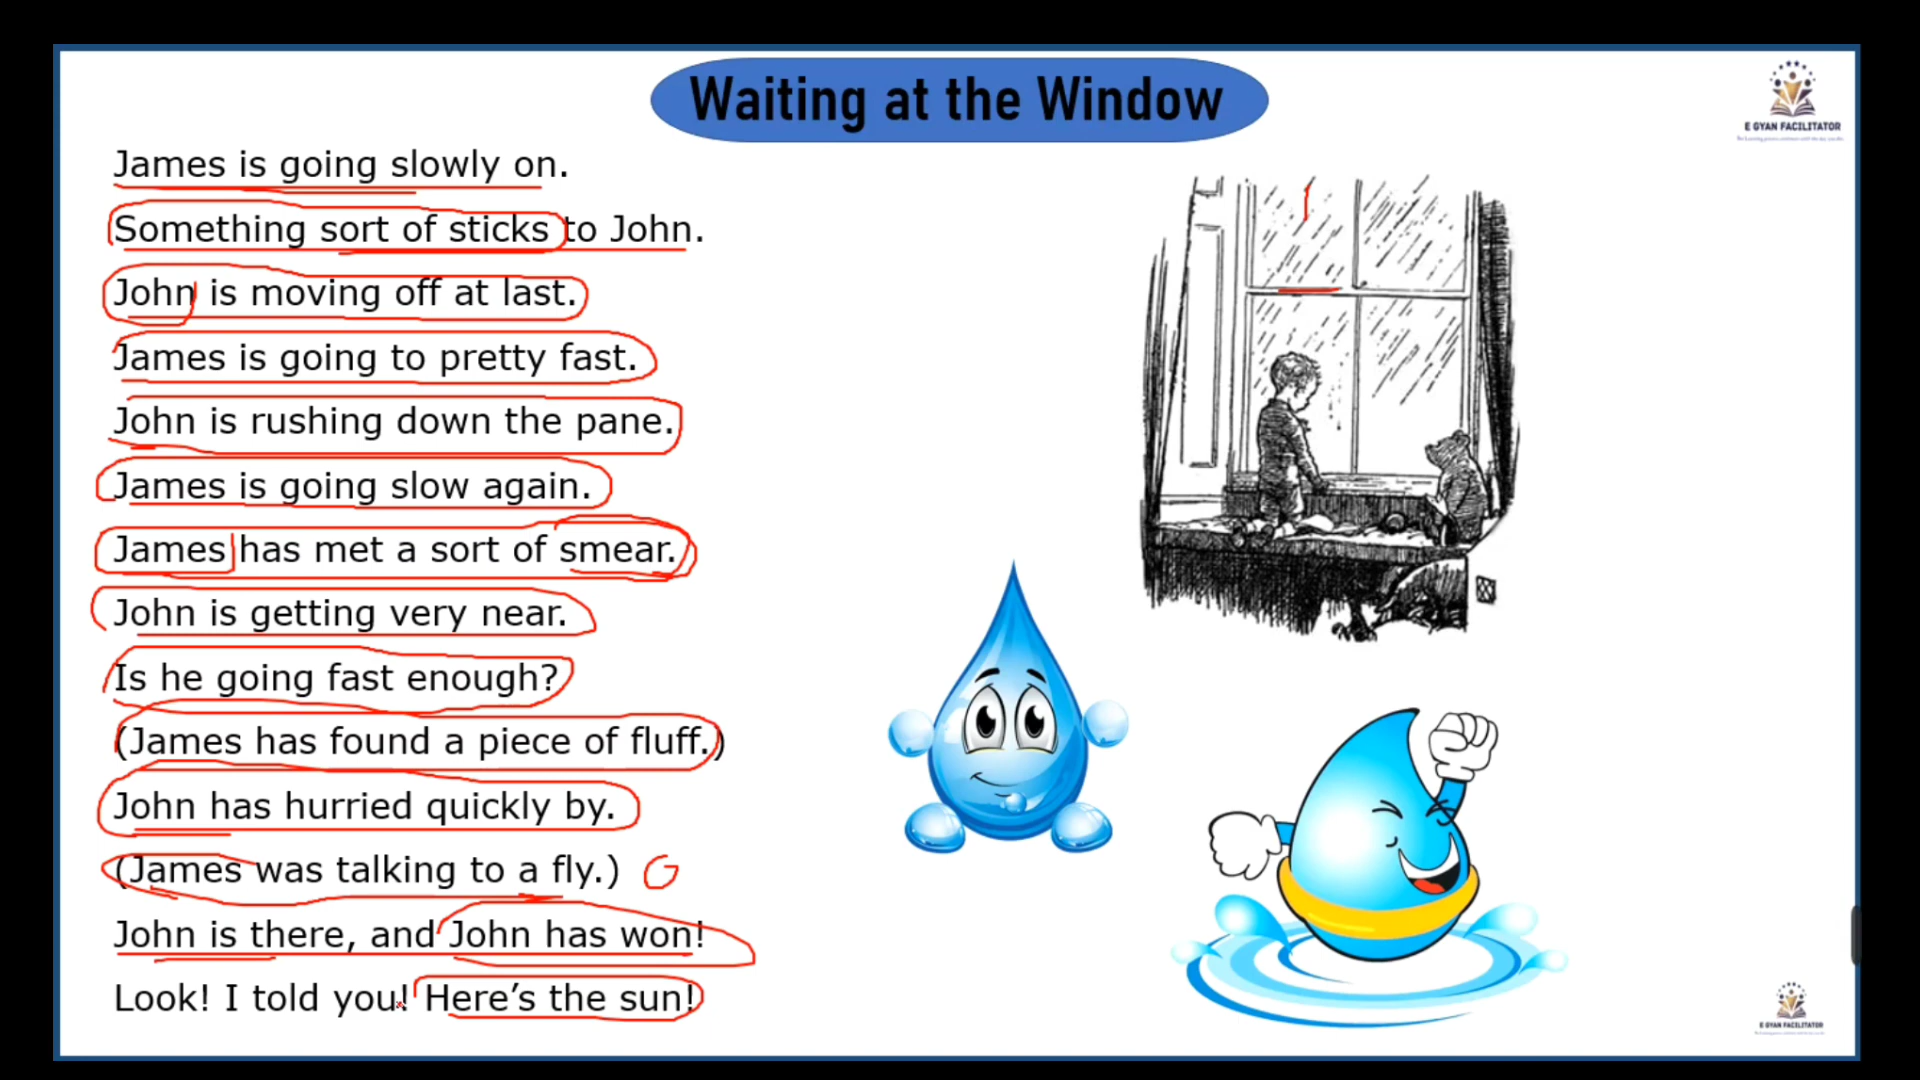 Waiting at the Window
E GYAN FACILITATOR
James is going slowly on.
Something sort of sticks to John.
John is moving off at last.
James is going to pretty fast.
John is rushing down the pane.
James is going slow again.
James has met a sort of smear.
John is getting very near.
Is he going fast enough?
(James has found a piece of fluff.)
John has hurried quickly by.
(James was talking to a fly.)
John is there, and John has won!
Look! I told you! Here’s the sun!
E GYAN FACILITATOR